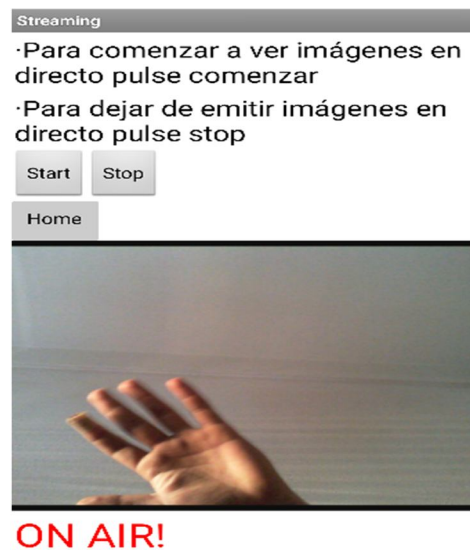 Streaming
·Para comenzar a ver imágenes en
directo pulse comenzar
·Para dejar de emitir imágenes en
directo pulse stop
Start Stop
Home
ON AIR!